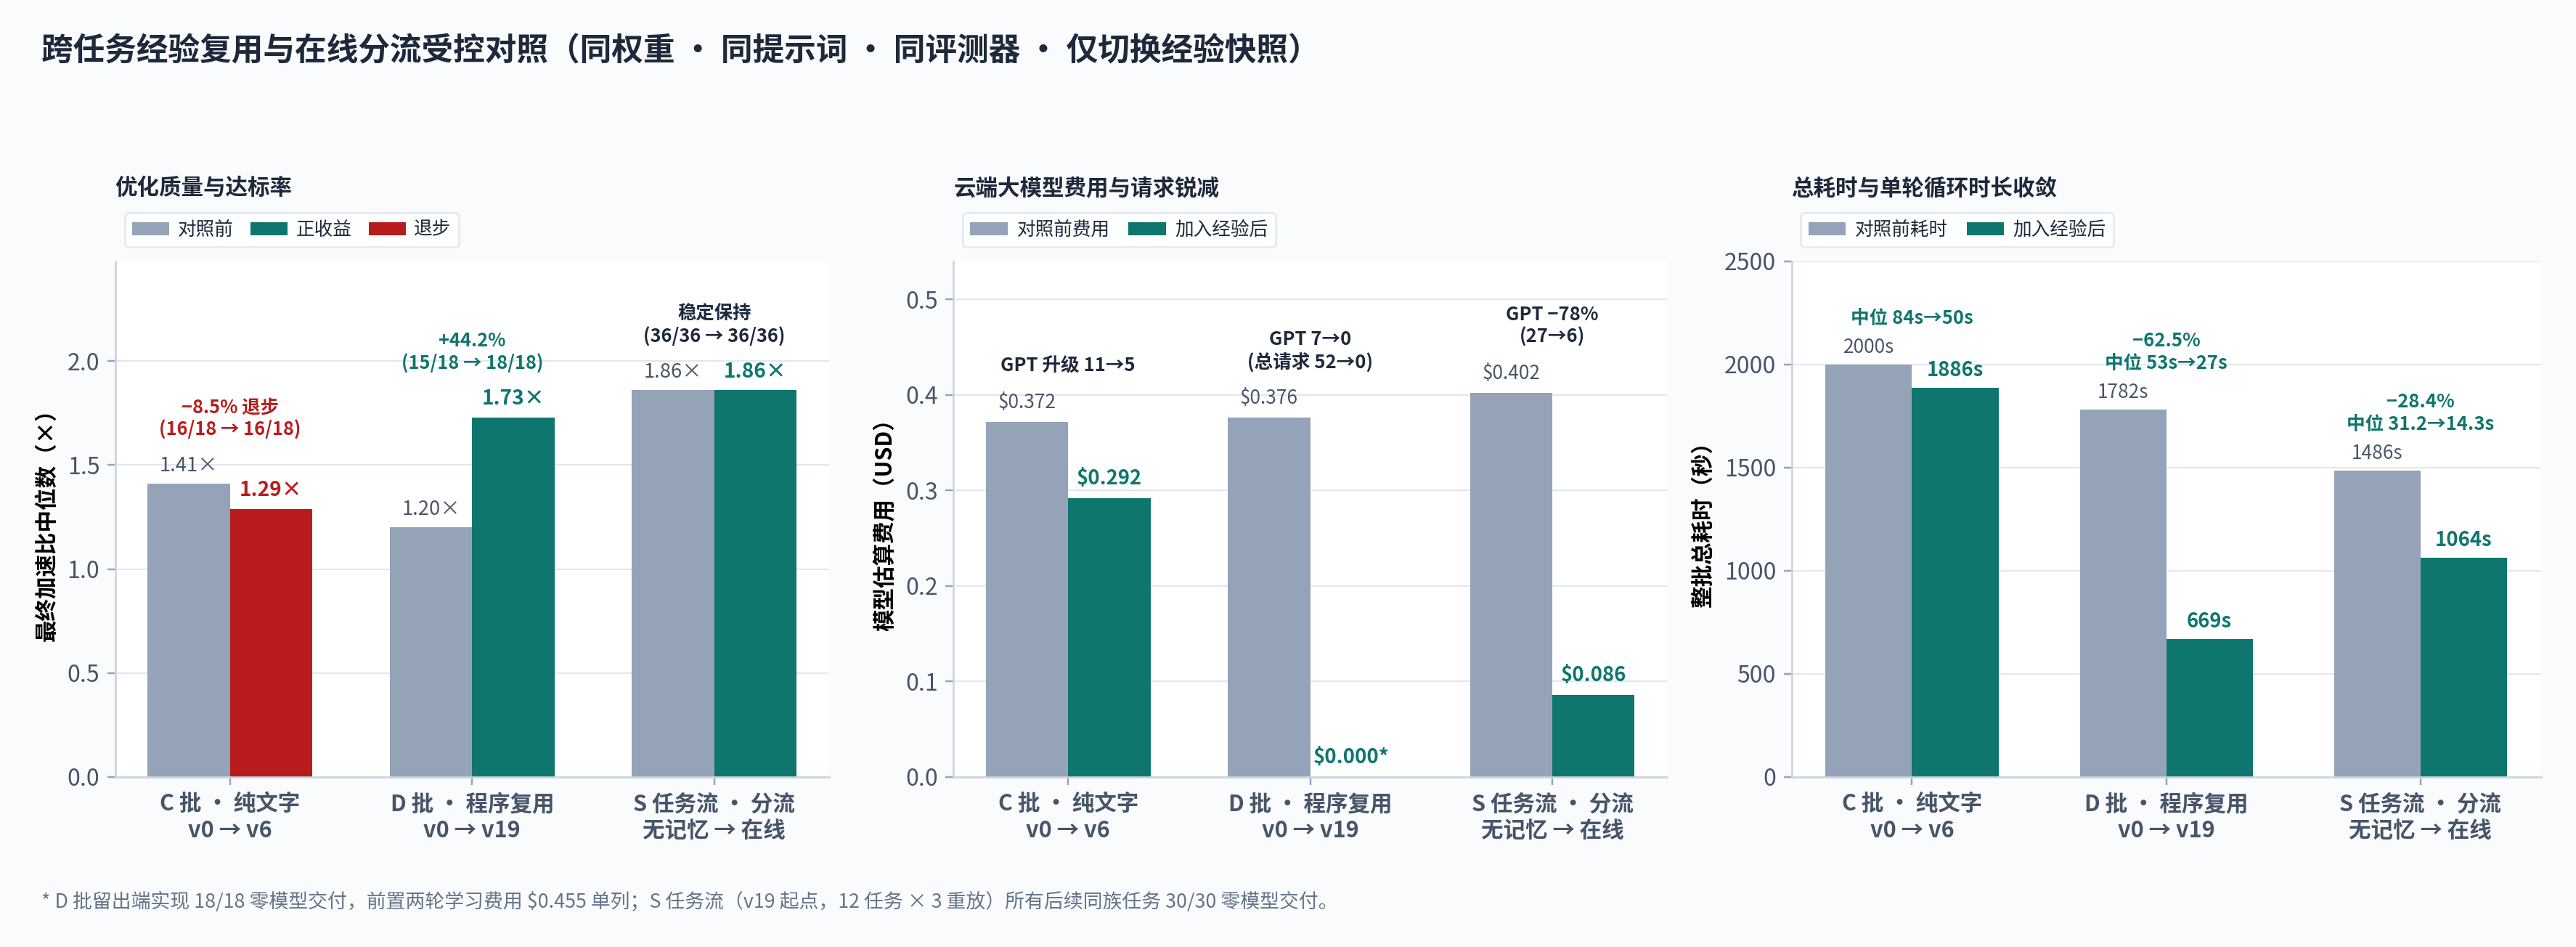 跨任务经验复用与在线分流受控对照（同权重 · 同提示词 · 同评测器 · 仅切换经验快照）
优化质量与达标率
对照前 正收益 退步
最终加速比中位数（×）
2.0
1.5
1.0
0.5
0.0
−8.5% 退步
(16/18 → 16/18)
1.41×
1.29×
+44.2%
(15/18 → 18/18)
1.20×
1.73×
稳定保持
(36/36 → 36/36)
1.86×
1.86×
C 批 · 纯文字
v0 → v6
D 批 · 程序复用
v0 → v19
S 任务流 · 分流
无记忆 → 在线
云端大模型费用与请求锐减
对照前费用 加入经验后
模型估算费用（USD）
0.5
0.4
0.3
0.2
0.1
0.0
GPT 升级 11→5
$0.372
$0.292
GPT 7→0
(总请求 52→0)
$0.376
$0.000*
GPT −78%
(27→6)
$0.402
$0.086
C 批 · 纯文字
v0 → v6
D 批 · 程序复用
v0 → v19
S 任务流 · 分流
无记忆 → 在线
总耗时与单轮循环时长收敛
对照前耗时 加入经验后
整批总耗时（秒）
2500
2000
1500
1000
500
0
中位 84s→50s
2000s
1886s
−62.5%
中位 53s→27s
1782s
669s
−28.4%
中位 31.2→14.3s
1486s
1064s
C 批 · 纯文字
v0 → v6
D 批 · 程序复用
v0 → v19
S 任务流 · 分流
无记忆 → 在线
* D 批留出端实现 18/18 零模型交付，前置两轮学习费用 $0.455 单列；S 任务流（v19 起点，12 任务 × 3 重放）所有后续同族任务 30/30 零模型交付。